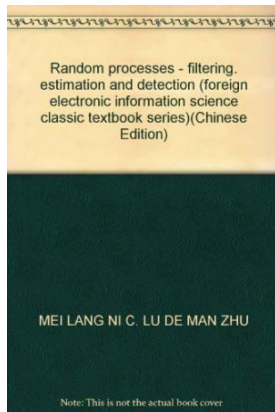 Random processes - filtering.
estimation and detection (foreign
electronic information science
classic textbook series)(Chinese
Edition)
MEI LANG NI C. LU DE MAN ZHU
Note: This is not the actual book cover